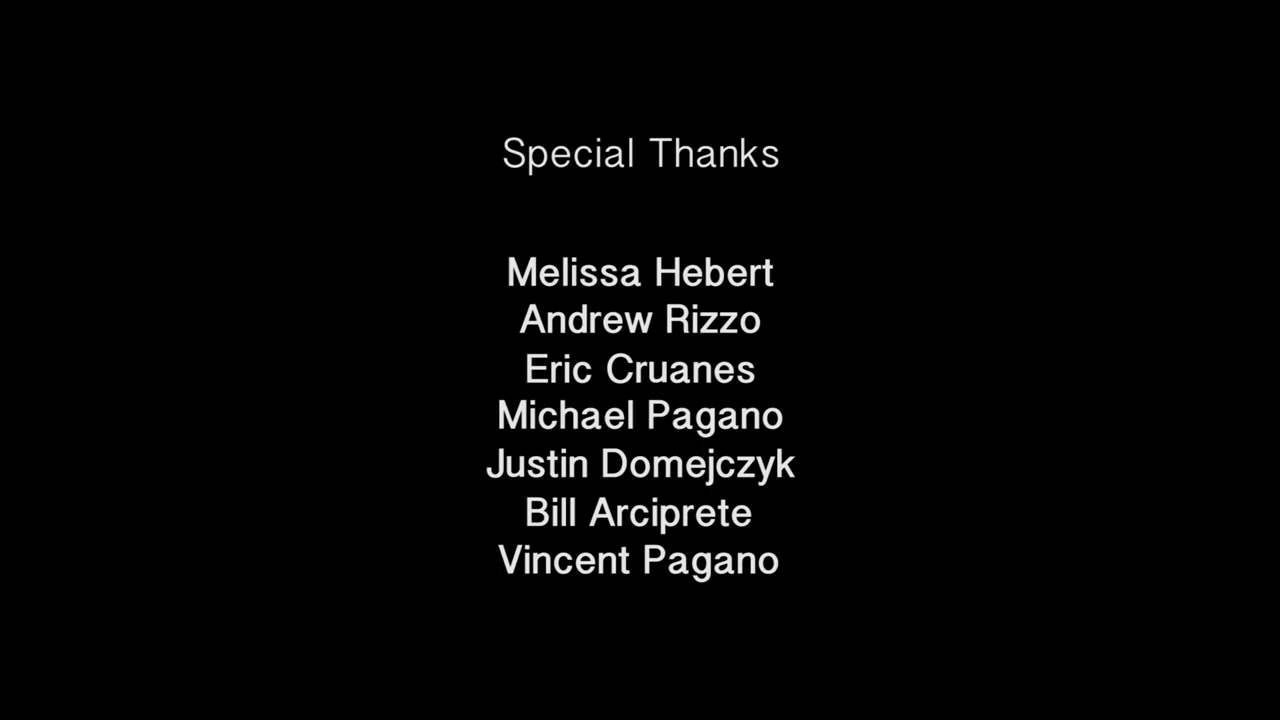 Special Thanks
Melissa Hebert
Andrew Rizzo
Eric Cruanes
Michael Pagano
Justin Domejczyk
Bill Arciprete
Vincent Pagano